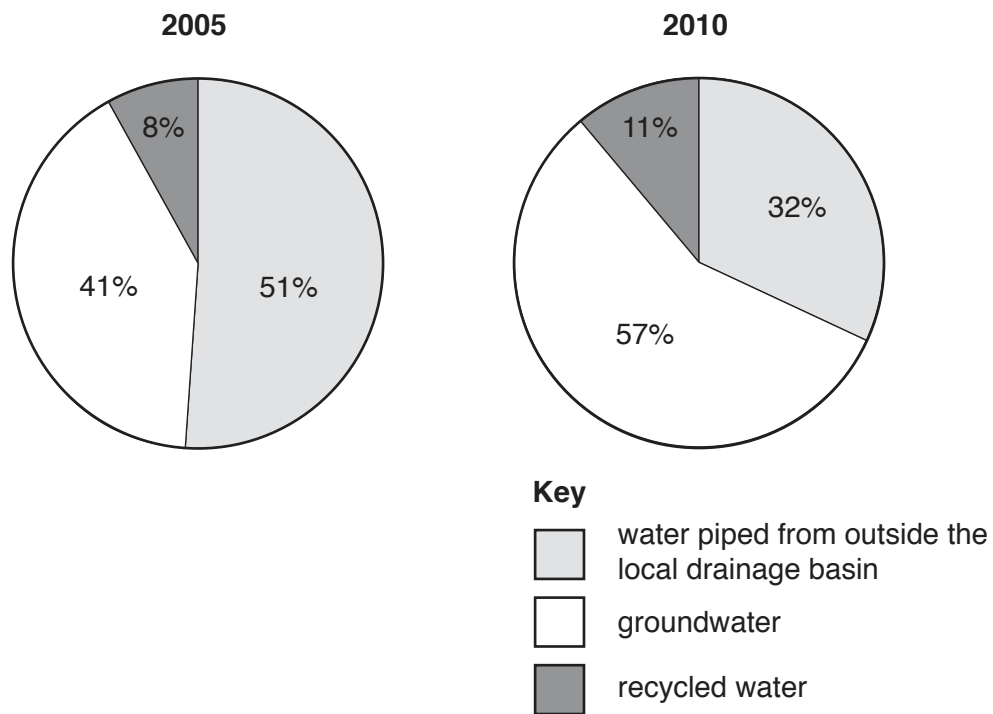 2005
2010
8%
41%
51%
11%
32%
57%
Key
water piped from outside the
local drainage basin
groundwater
recycled water